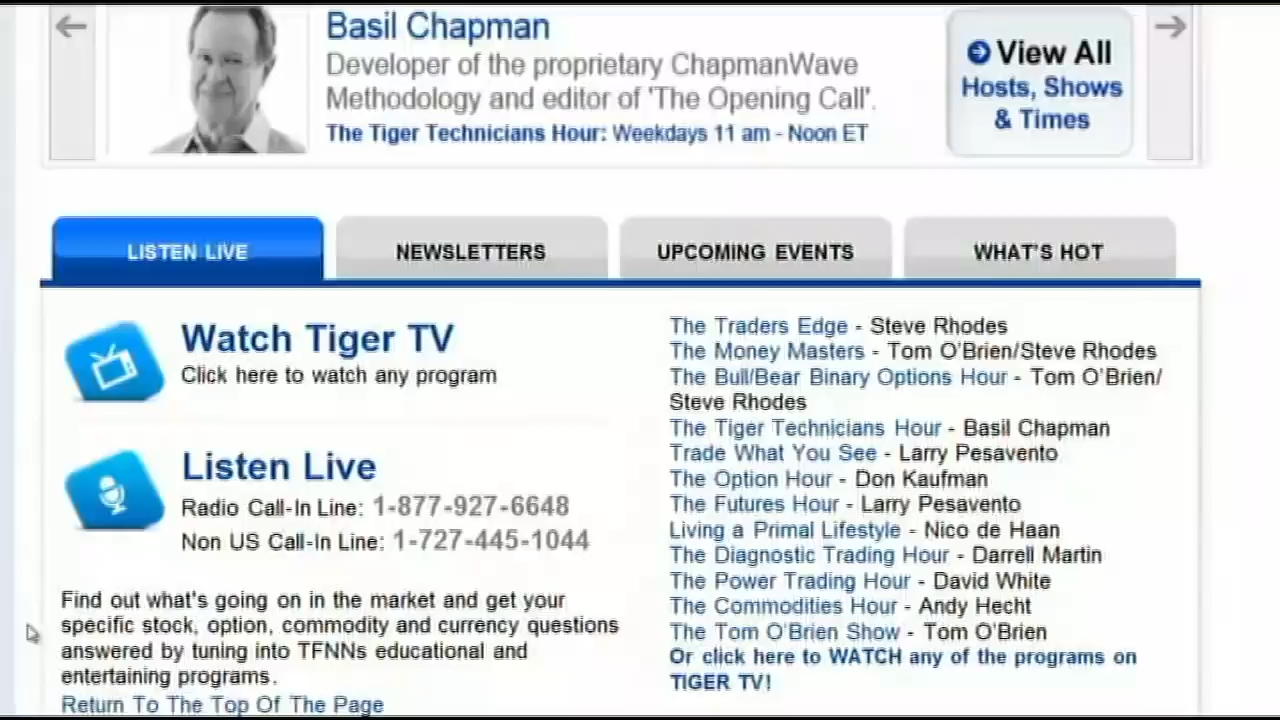 Basil Chapman
Developer of the proprietary ChapmanWave
Methodology and editor of 'The Opening Call'.
The Tiger Technicians Hour: Weekdays 11 am - Noon ET
View All
Hosts, Shows
& Times
LISTEN LIVE
NEWSLETTERS
UPCOMING EVENTS
WHAT'S HOT
Watch Tiger TV
Click here to watch any program
Listen Live
Radio Call-In Line: 1-877-927-6648
Non US Call-In Line: 1-727-445-1044
Find out what's going on in the market and get your
specific stock, option, commodity and currency questions
answered by tuning into TFNNs educational and
entertaining programs.
Return To The Top Of The Page
The Traders Edge - Steve Rhodes
The Money Masters - Tom O'Brien/Steve Rhodes
The Bull/Bear Binary Options Hour - Tom O'Brien/
Steve Rhodes
The Tiger Technicians Hour - Basil Chapman
Trade What You See - Larry Pesavento
The Option Hour - Don Kaufman
The Futures Hour - Larry Pesavento
Living a Primal Lifestyle - Nico de Haan
The Diagnostic Trading Hour - Darrell Martin
The Power Trading Hour - David White
The Commodities Hour - Andy Hecht
The Tom O'Brien Show - Tom O'Brien
Or click here to WATCH any of the programs on
TIGER TV!